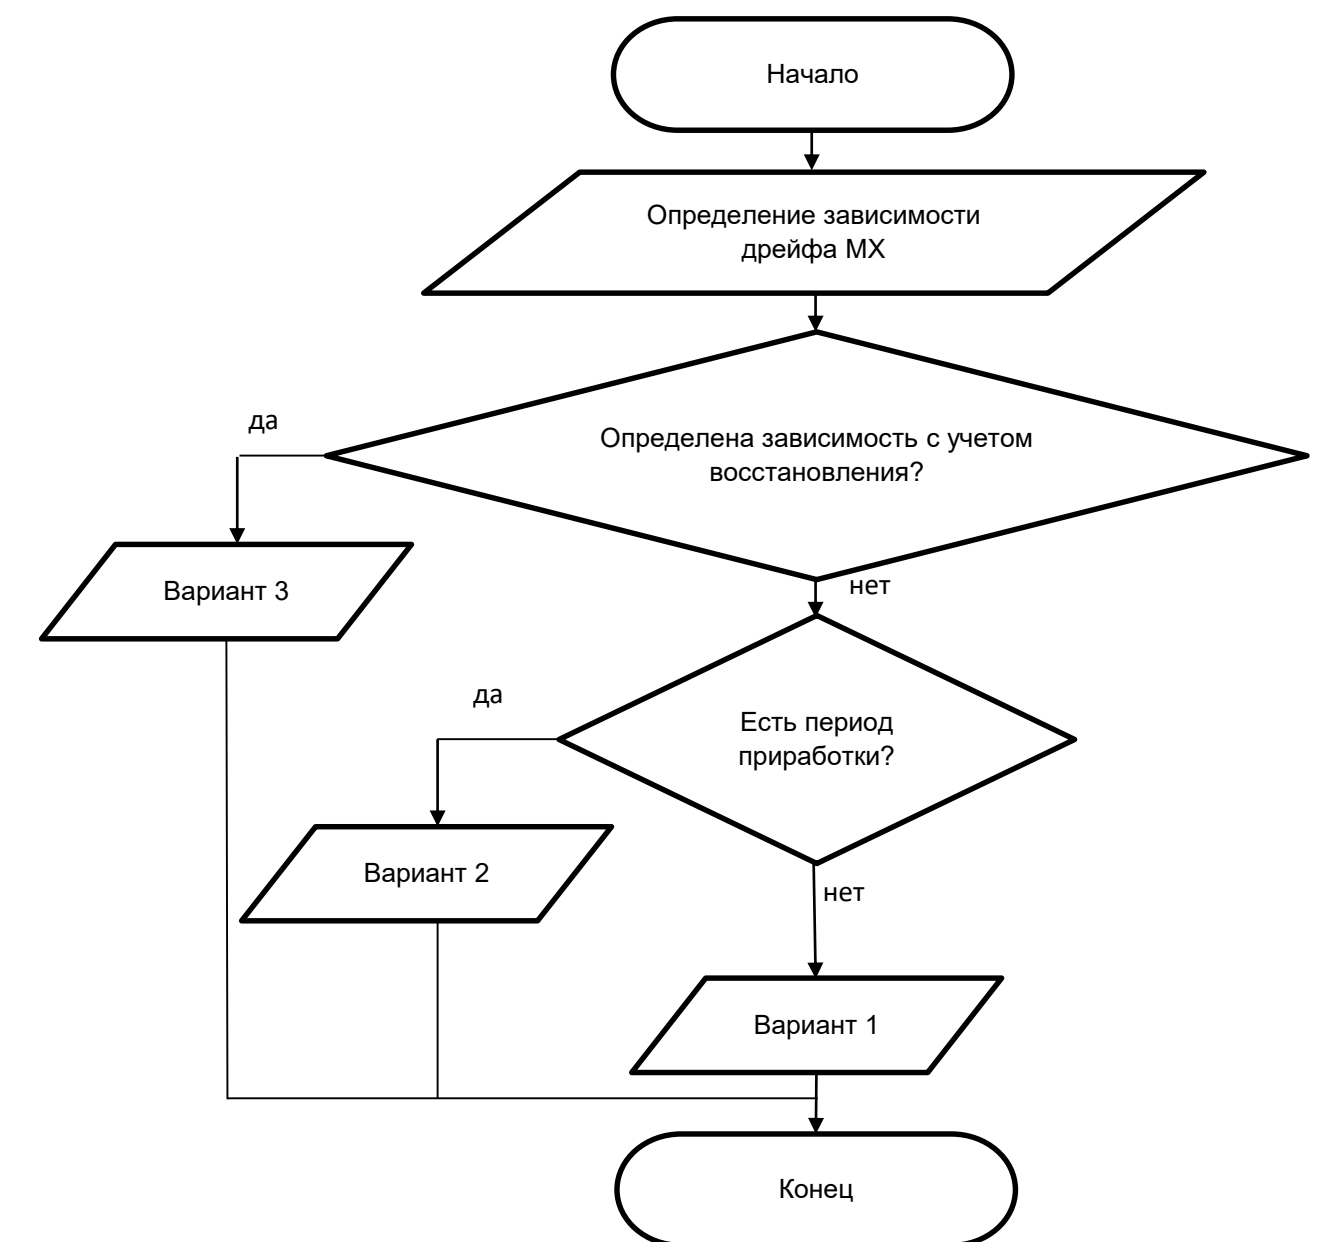 Начало
Определение зависимости
дрейфа МХ
да
Определена зависимость с учетом
восстановления?
Вариант 3
нет
да
Есть период
приработки?
Вариант 2
нет
Вариант 1
Конец